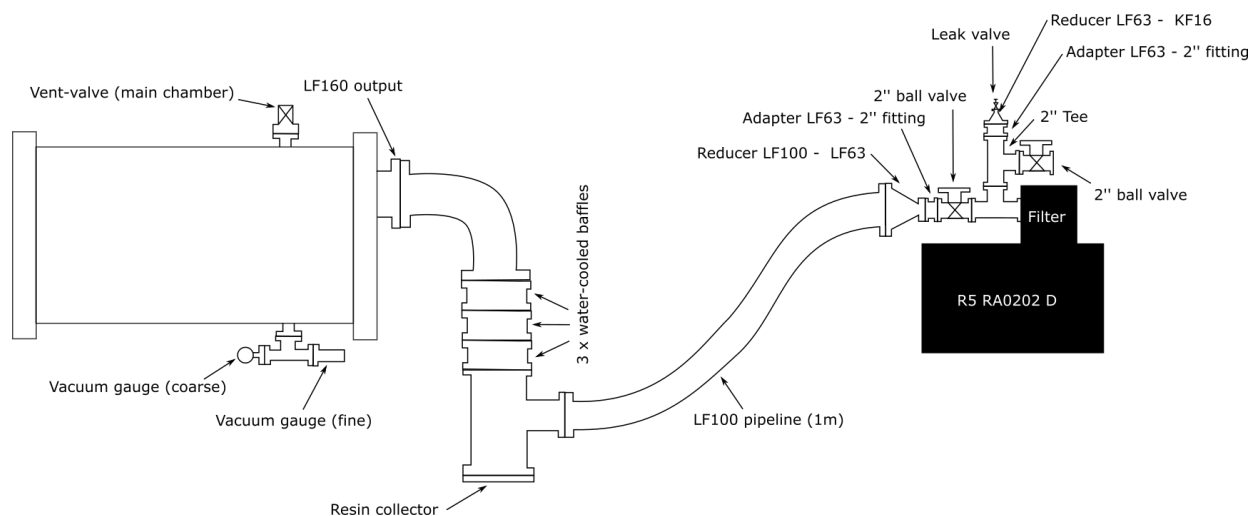 Reducer LF63 - KF16
Leak valve
Adapter LF63 - 2'' fitting
Vent-valve (main chamber)
LF160 output
2'' ball valve
Adapter LF63 - 2'' fitting
2'' Tee
Reducer LF100 - LF63
2'' ball valve
Filter
R5 RA0202 D
3 x water-cooled baffles
Vacuum gauge (coarse)
Vacuum gauge (fine)
LF100 pipeline (1m)
Resin collector